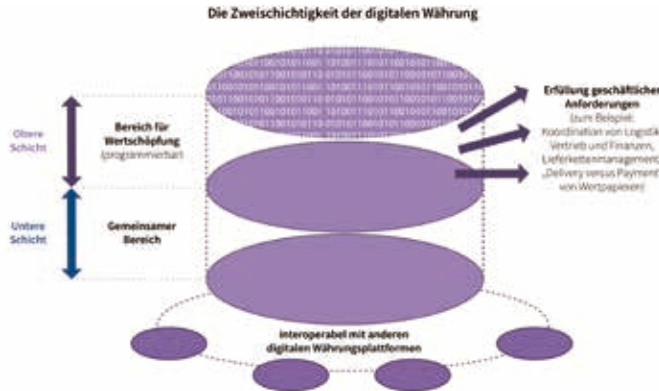 Die Zweischichtigkeit der digitalen Währung
Obere
Schicht
Bereich für
Wertschöpfung
(programmierbar)
Erfüllung geschäftlicher
Anforderungen
(zum Beispiel:
Koordination von Logistik,
Vertrieb und Finanzen,
Lieferkettenmanagement,
„Delivery versus Payment“
von Wertpapieren)
Untere
Schicht
Gemeinsamer
Bereich
Interoperabel mit anderen
digitalen Währungsplattformen